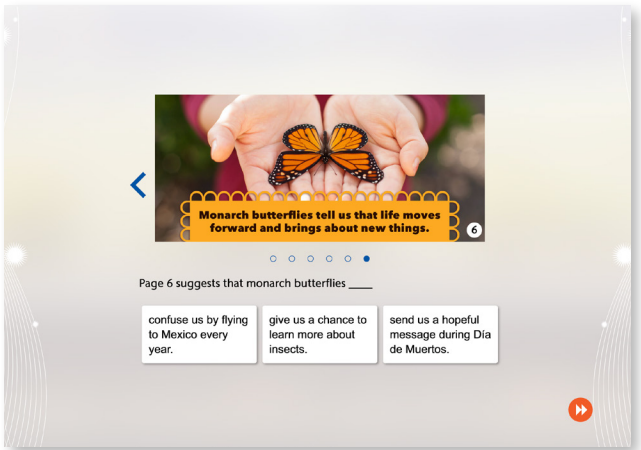 Monarch butterflies tell us that life moves
forward and brings about new things.
6
Page 6 suggests that monarch butterflies ____
confuse us by flying
to Mexico every
year.
give us a chance to
learn more about
insects.
send us a hopeful
message during Día
de Muertos.